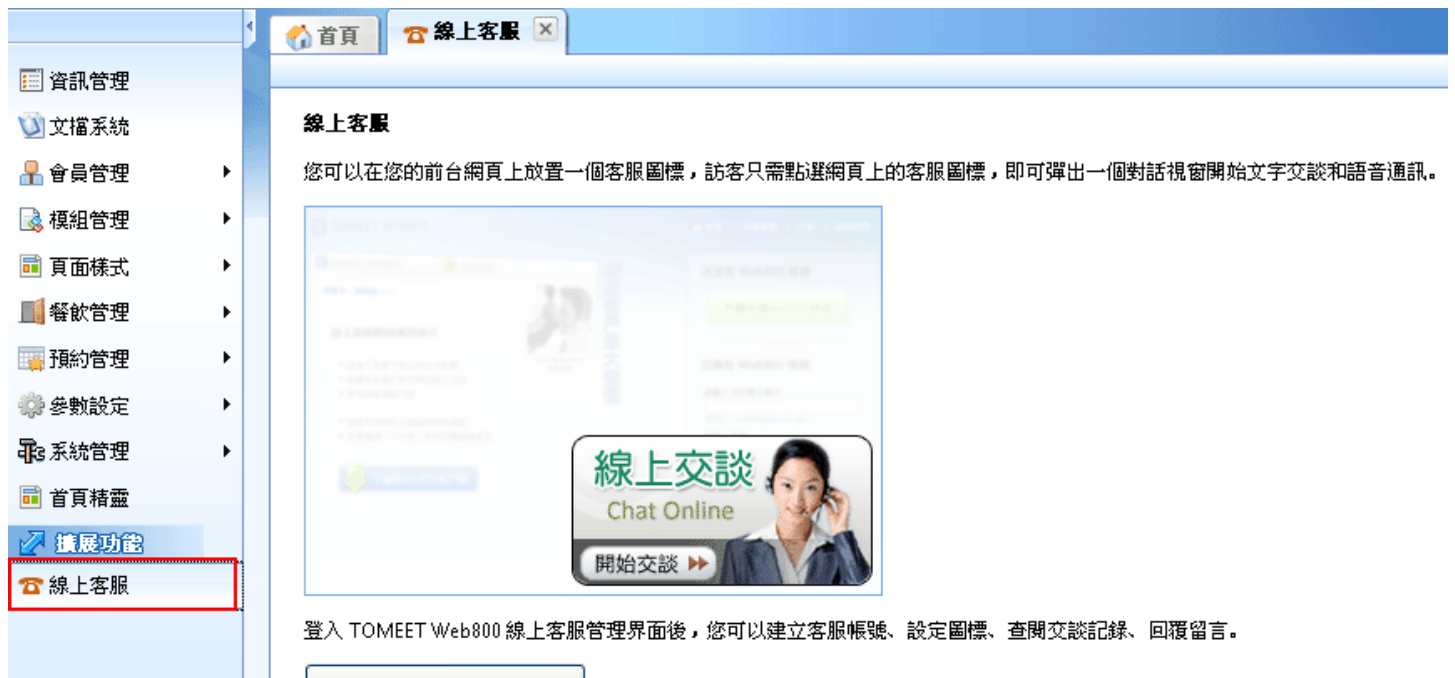 首頁
線上客服
資訊管理
文檔系統
會員管理
模組管理
頁面樣式
餐飲管理
預約管理
參數設定
系統管理
首頁精靈
擴展功能
線上客服
線上客服
您可以在您的前台網頁上放置一個客服圖標，訪客只需點選網頁上的客服圖標，即可彈出一個對話視窗開始文字交談和語音通訊。
線上交談
Chat Online
開始交談
登入 TOMEET Web800 線上客服管理界面後，您可以建立客服帳號、設定圖標、查閱交談記錄、回覆留言。